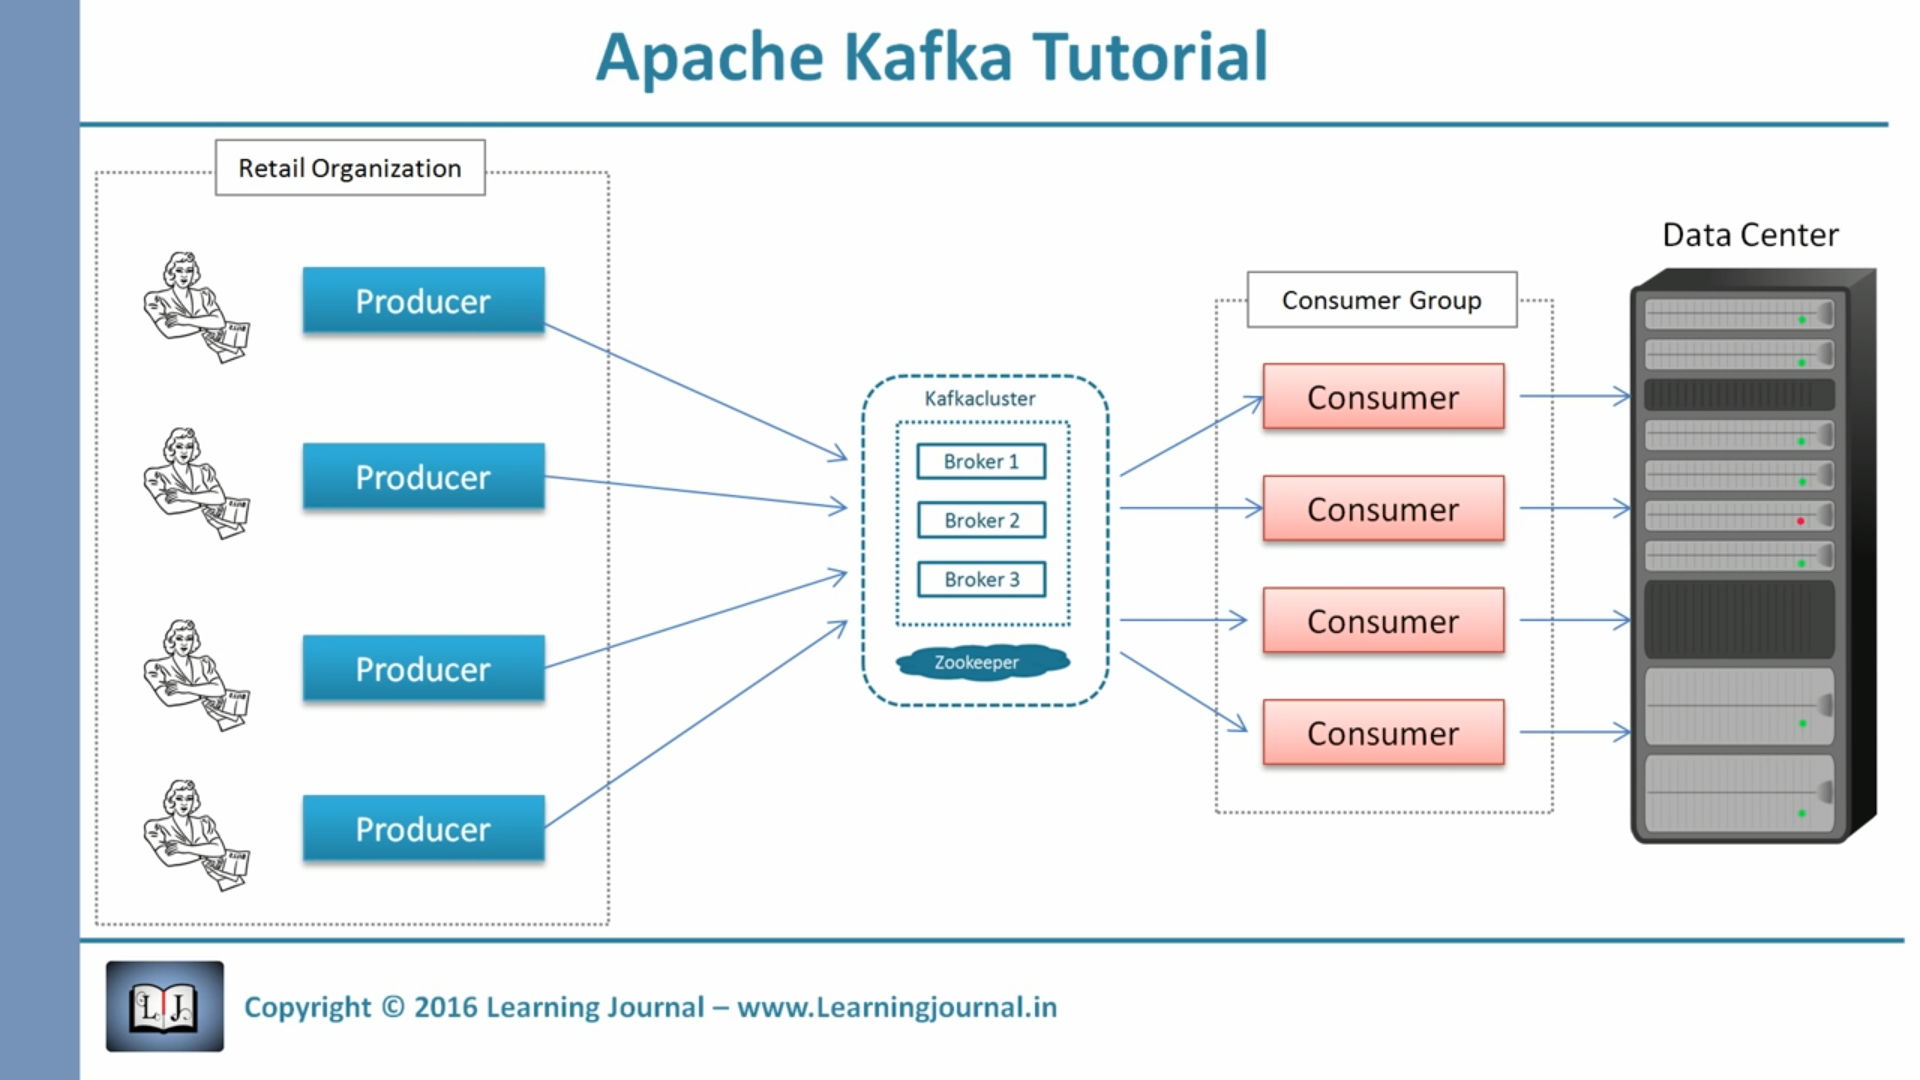 Apache Kafka Tutorial
Retail Organization
Producer
Producer
Producer
Producer
Kafkacluster
Broker 1
Broker 2
Broker 3
Zookeeper
Consumer Group
Consumer
Consumer
Consumer
Consumer
Data Center
L J
Copyright © 2016 Learning Journal – www.Learningjournal.in